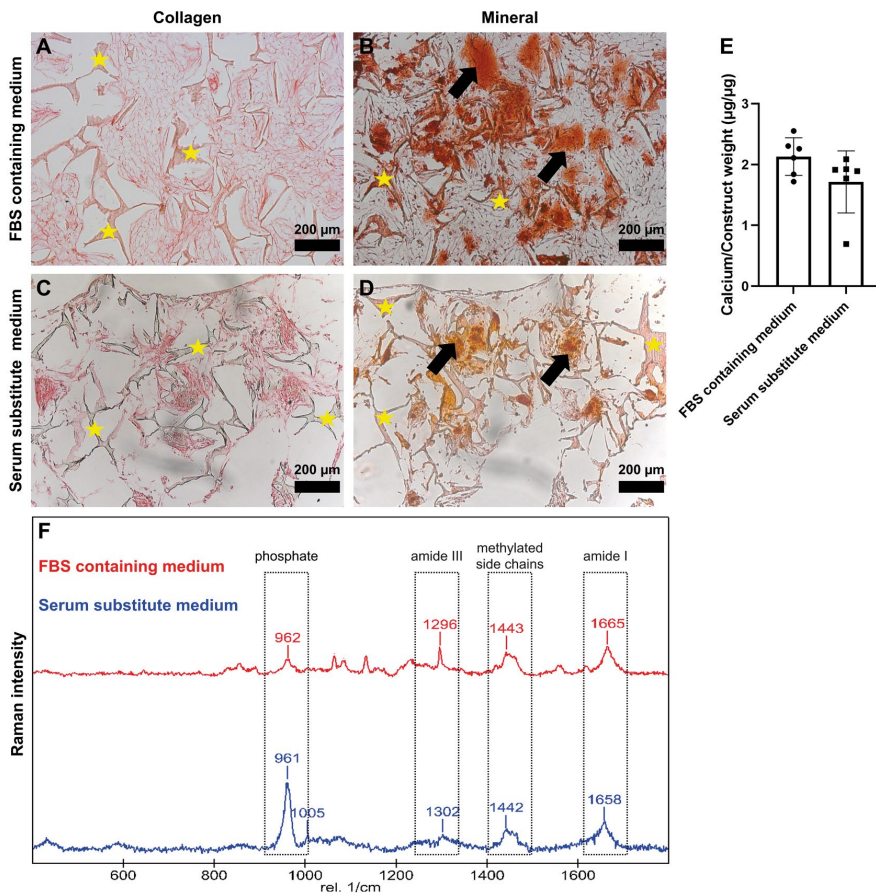 Collagen
Mineral
FBS containing medium
A
200 µm
B
200 µm
Serum substitute medium
C
200 µm
D
200 µm
E
Calcium/Construct weight (µg/µg)
3
2
1
0
FBS containing medium
Serum substitute medium
F
FBS containing medium
Serum substitute medium
phosphate
amide III
methylated
side chains
amide I
962
1296
1443
1665
961
1005
1302
1442
1658
Raman intensity
600
800
1000
1200
1400
1600
rel. 1/cm